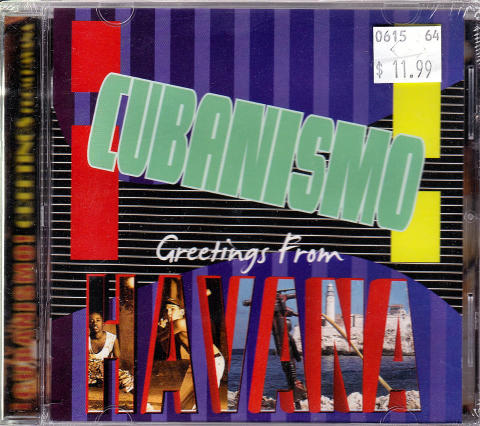 0615 64
$ 11.99
CUBANISMO
Greetings From
HAVANA